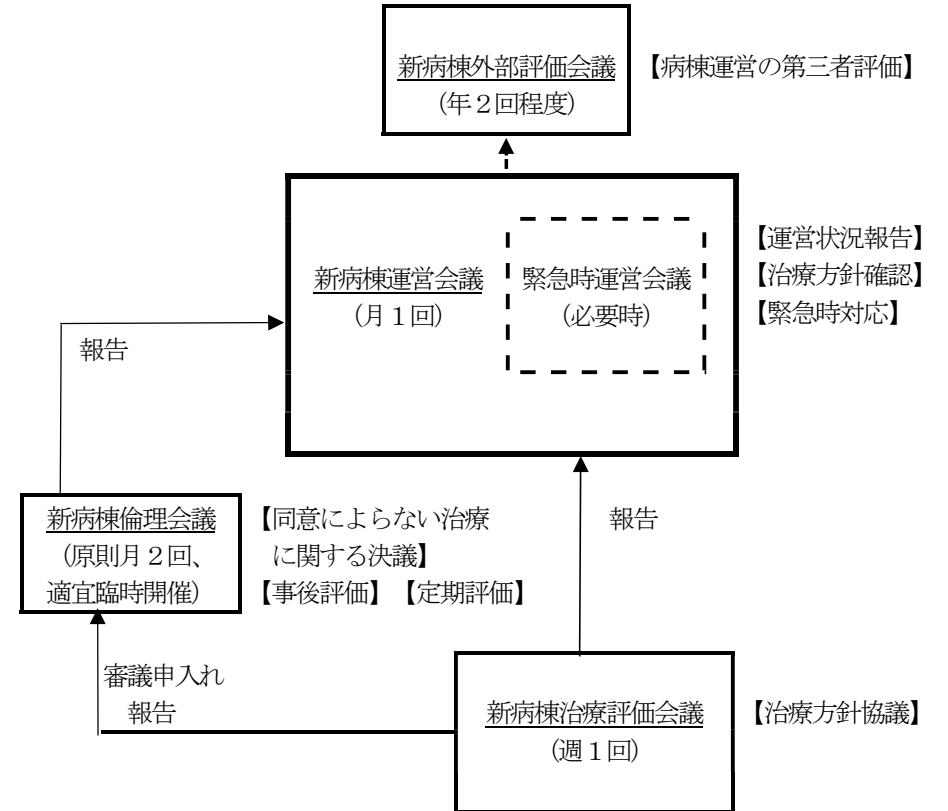 新病棟外部評価会議
(年２回程度)
【病棟運営の第三者評価】
新病棟運営会議
(月１回)
緊急時運営会議
(必要時)
【運営状況報告】
【治療方針確認】
【緊急時対応】
報告
新病棟倫理会議
(原則月２回、
適宜臨時開催)
【同意によらない治療
に関する決議】
【事後評価】【定期評価】
報告
審議申入れ
報告
新病棟治療評価会議
(週１回)
【治療方針協議】